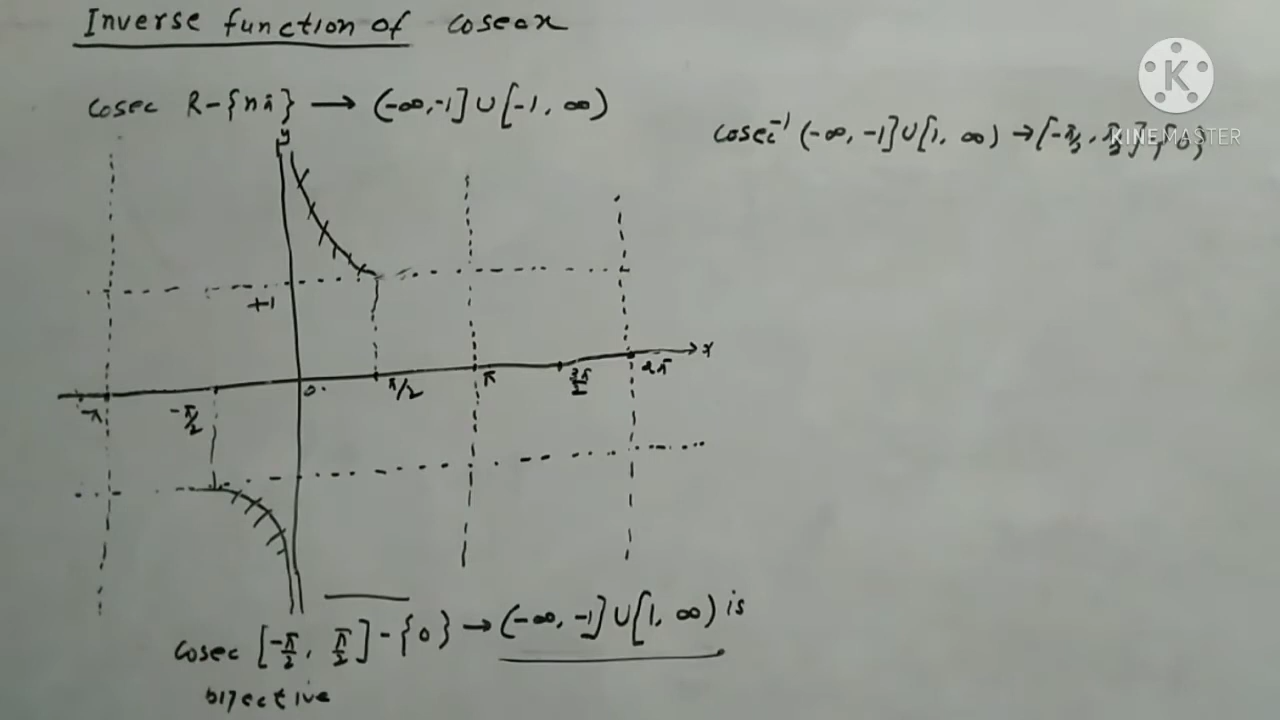 Inverse function of cosecx
cosec R-{nπ} → (-∞,-1]∪[-1, ∞)
cosec⁻¹ (-∞, -1]∪[1, ∞) → [-π/2, π/2]-{0}
K
KINEMASTER
y
+1
-π
-π/2
0
π/2
π
3π/2
2π
x
cosec [-π/2, π/2]-{0} → (-∞, -1]∪[1, ∞) is
bijective